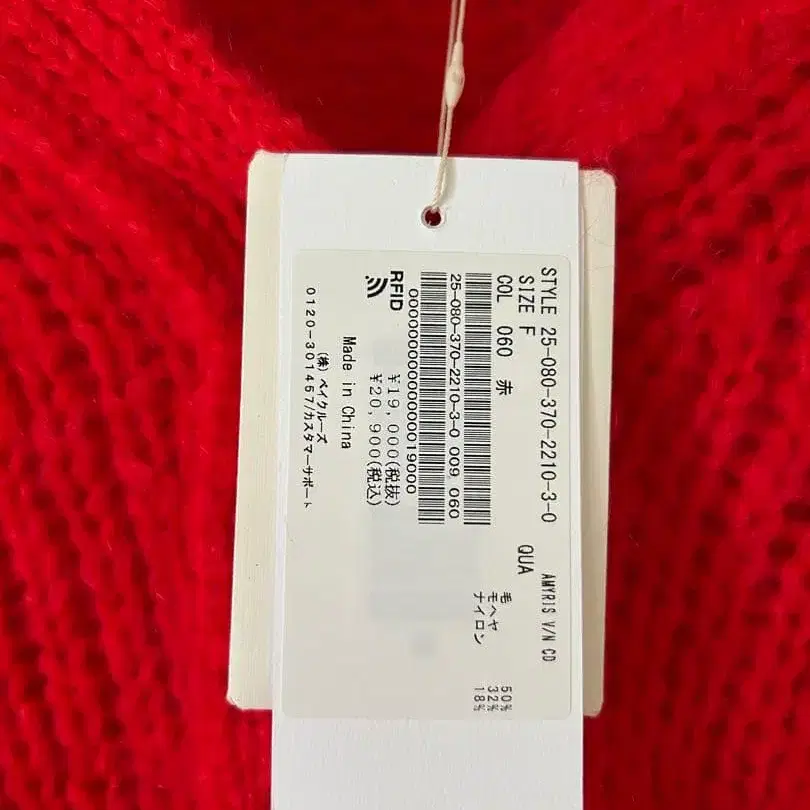 STYLE 25-080-370-2210-3-0
SIZE F
COL 060 赤
AMYRIS V/N CD
QUA
毛 50%
モヘヤ 32%
ナイロン 18%
25-080-370-2210-3-0 009 060
0000000000000000019000
RFID
¥19,000(税抜)
¥20,900(税込)
Made in China
(株)ベイクルーズ
0120-301457/カスタマーサポート